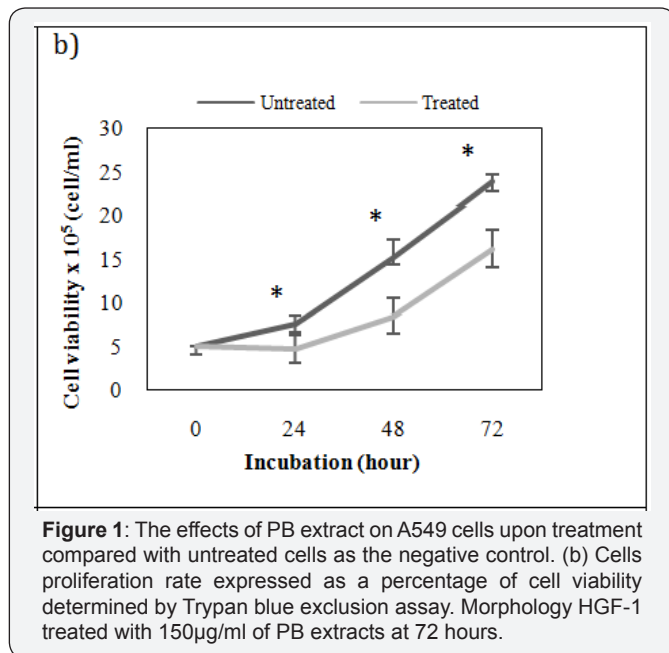 b)
Untreated Treated
30
25
20
15
10
5
0
Cell viability x 10⁵ (cell/ml)
*
*
*
0 24 48 72
Incubation (hour)
Figure 1: The effects of PB extract on A549 cells upon treatment
compared with untreated cells as the negative control. (b) Cells
proliferation rate expressed as a percentage of cell viability
determined by Trypan blue exclusion assay. Morphology HGF-1
treated with 150µg/ml of PB extracts at 72 hours.